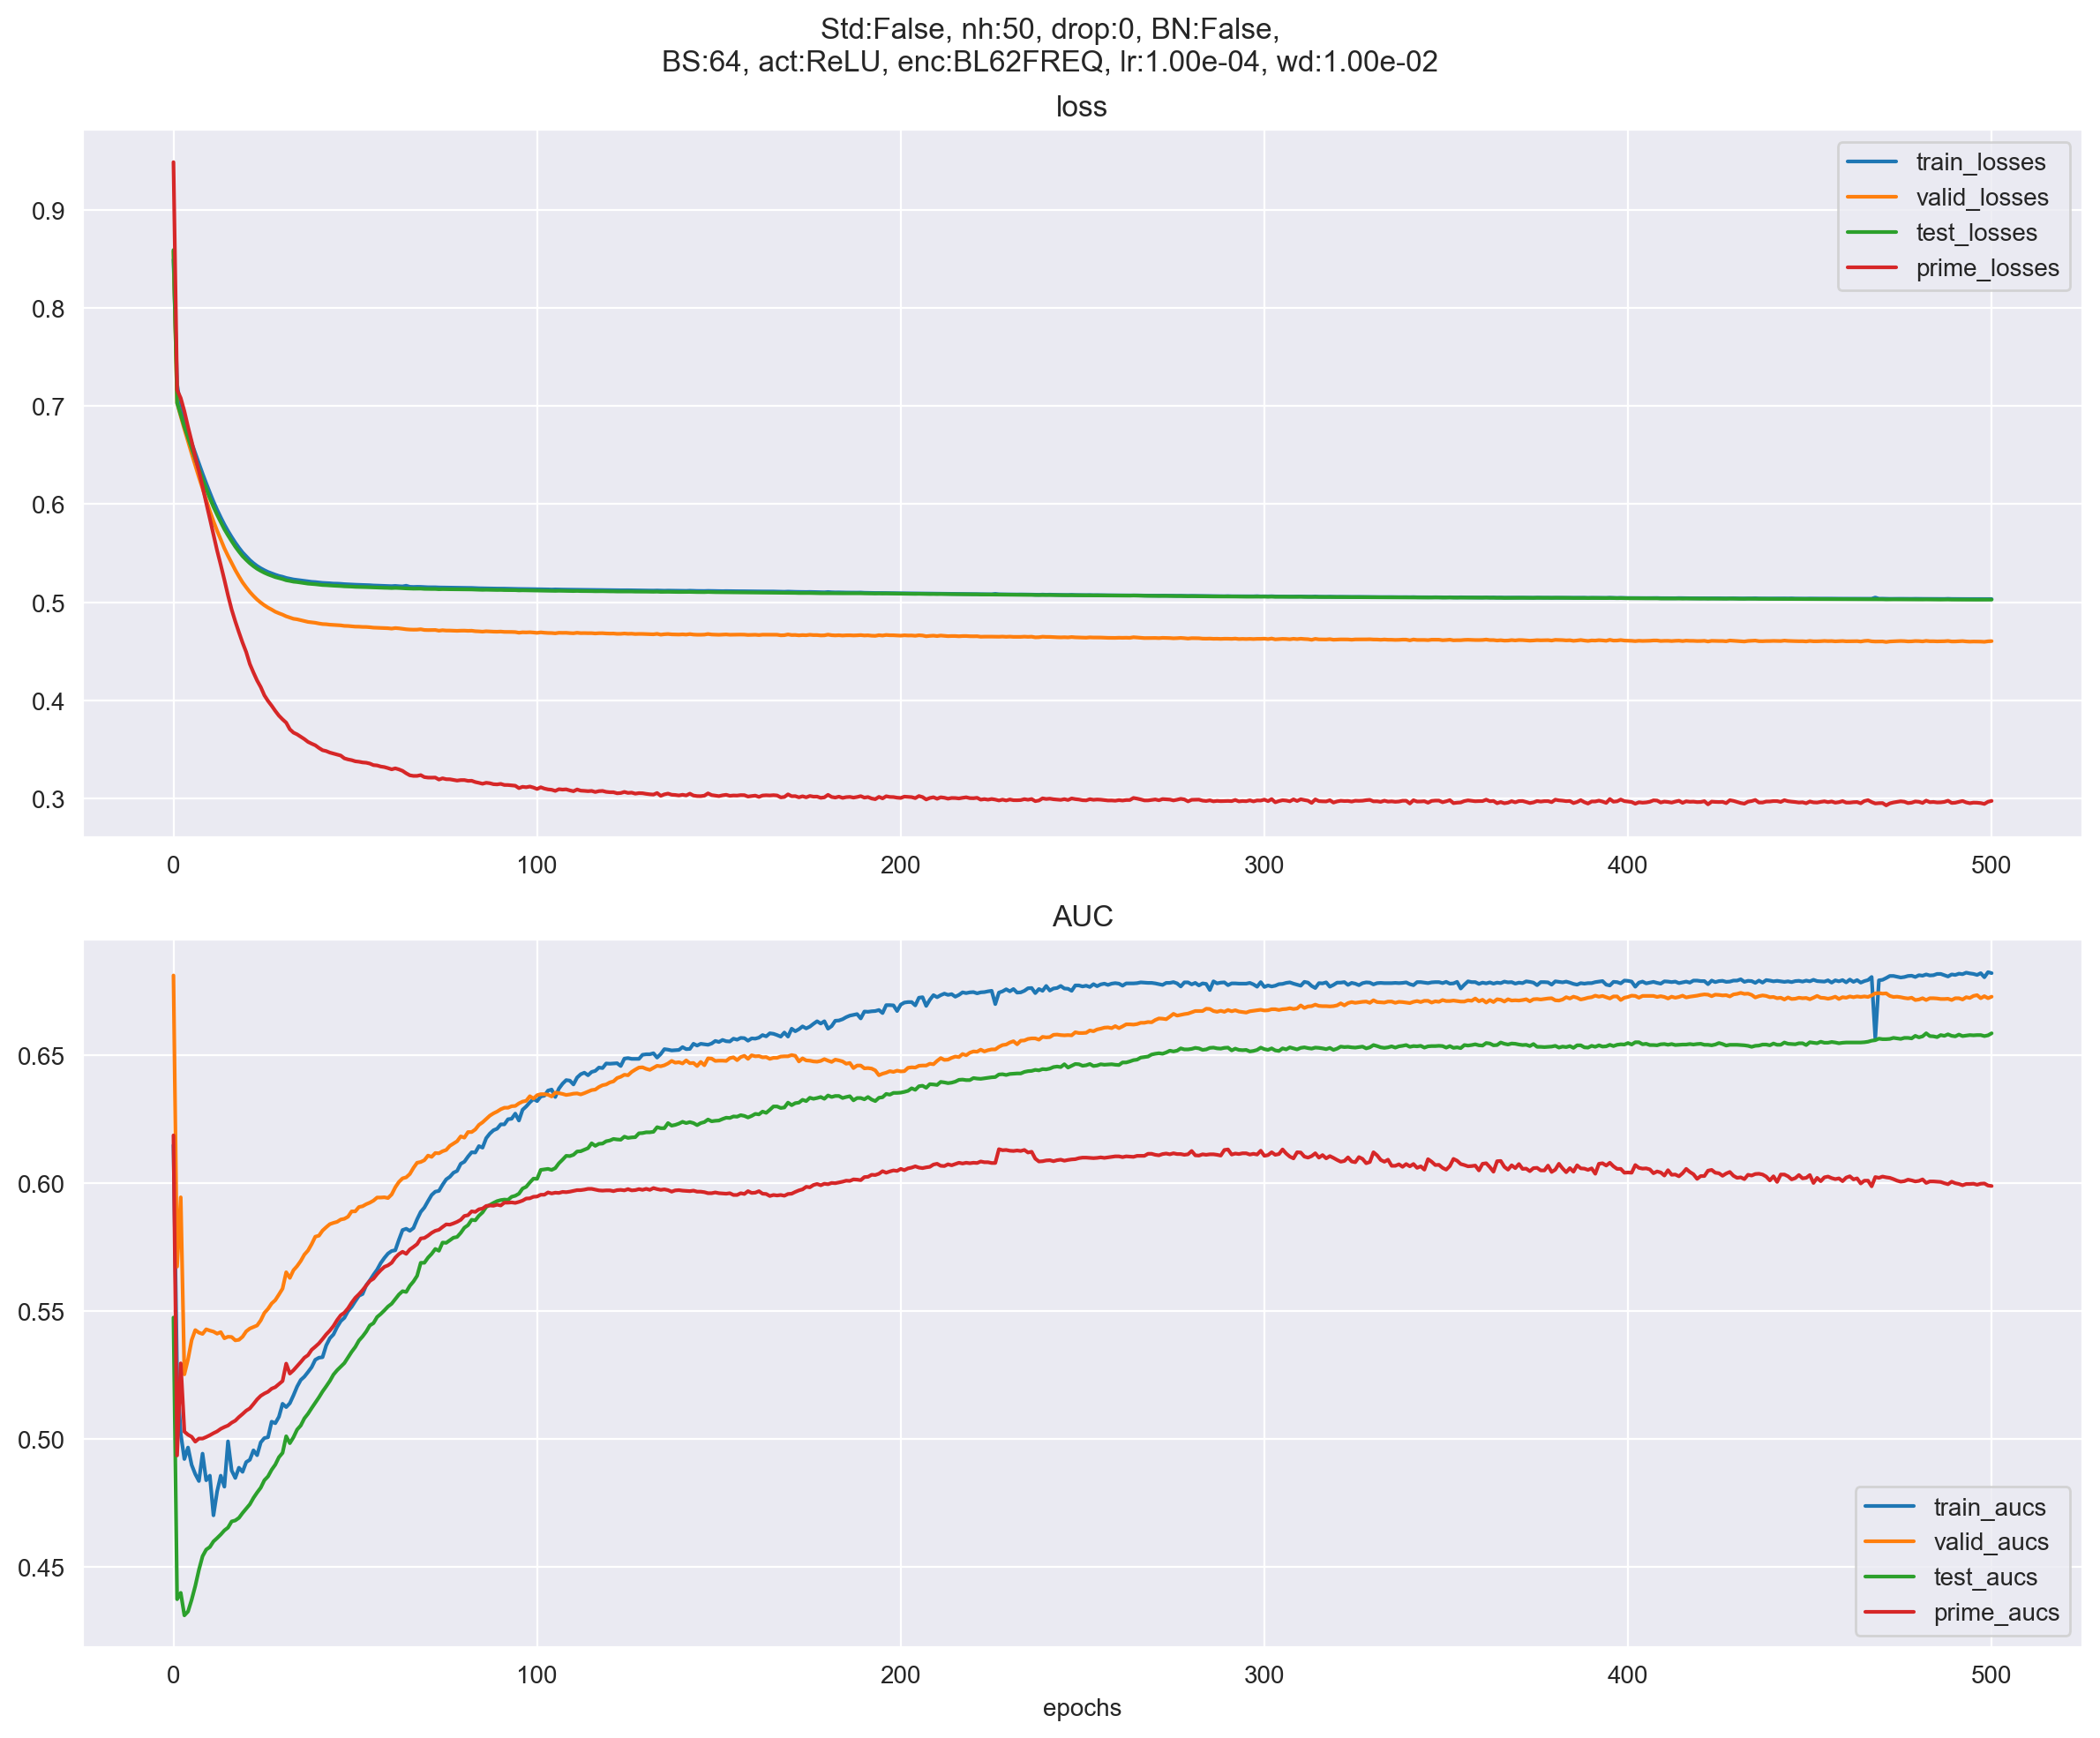 Std:False, nh:50, drop:0, BN:False,
BS:64, act:ReLU, enc:BL62FREQ, lr:1.00e-04, wd:1.00e-02
loss
train_losses
valid_losses
test_losses
prime_losses
0.9
0.8
0.7
0.6
0.5
0.4
0.3
0 100 200 300 400 500
AUC
0.65
0.60
0.55
0.50
0.45
train_aucs
valid_aucs
test_aucs
prime_aucs
0 100 200 300 400 500
epochs